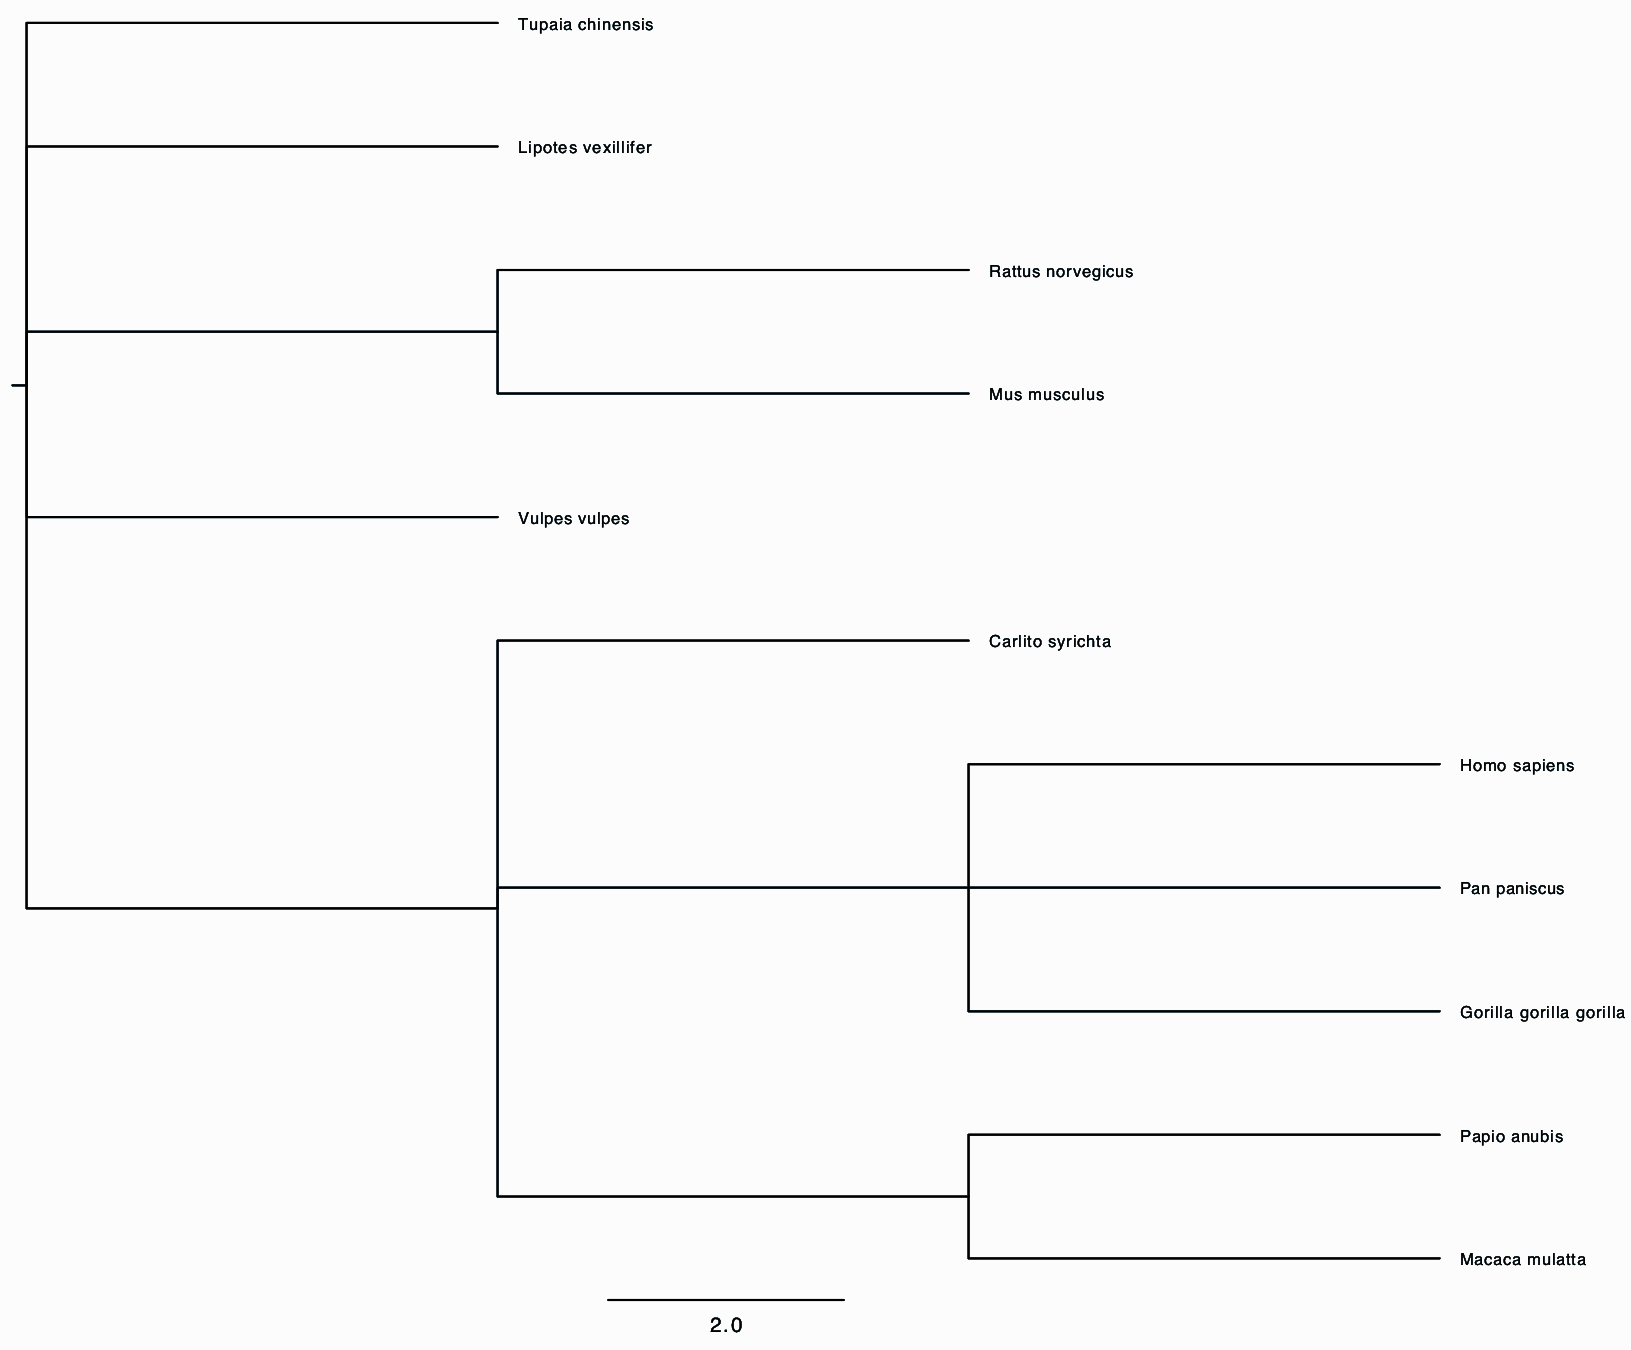 Tupaia chinensis
Lipotes vexillifer
Rattus norvegicus
Mus musculus
Vulpes vulpes
Carlito syrichta
Homo sapiens
Pan paniscus
Gorilla gorilla gorilla
Papio anubis
Macaca mulatta
2.0